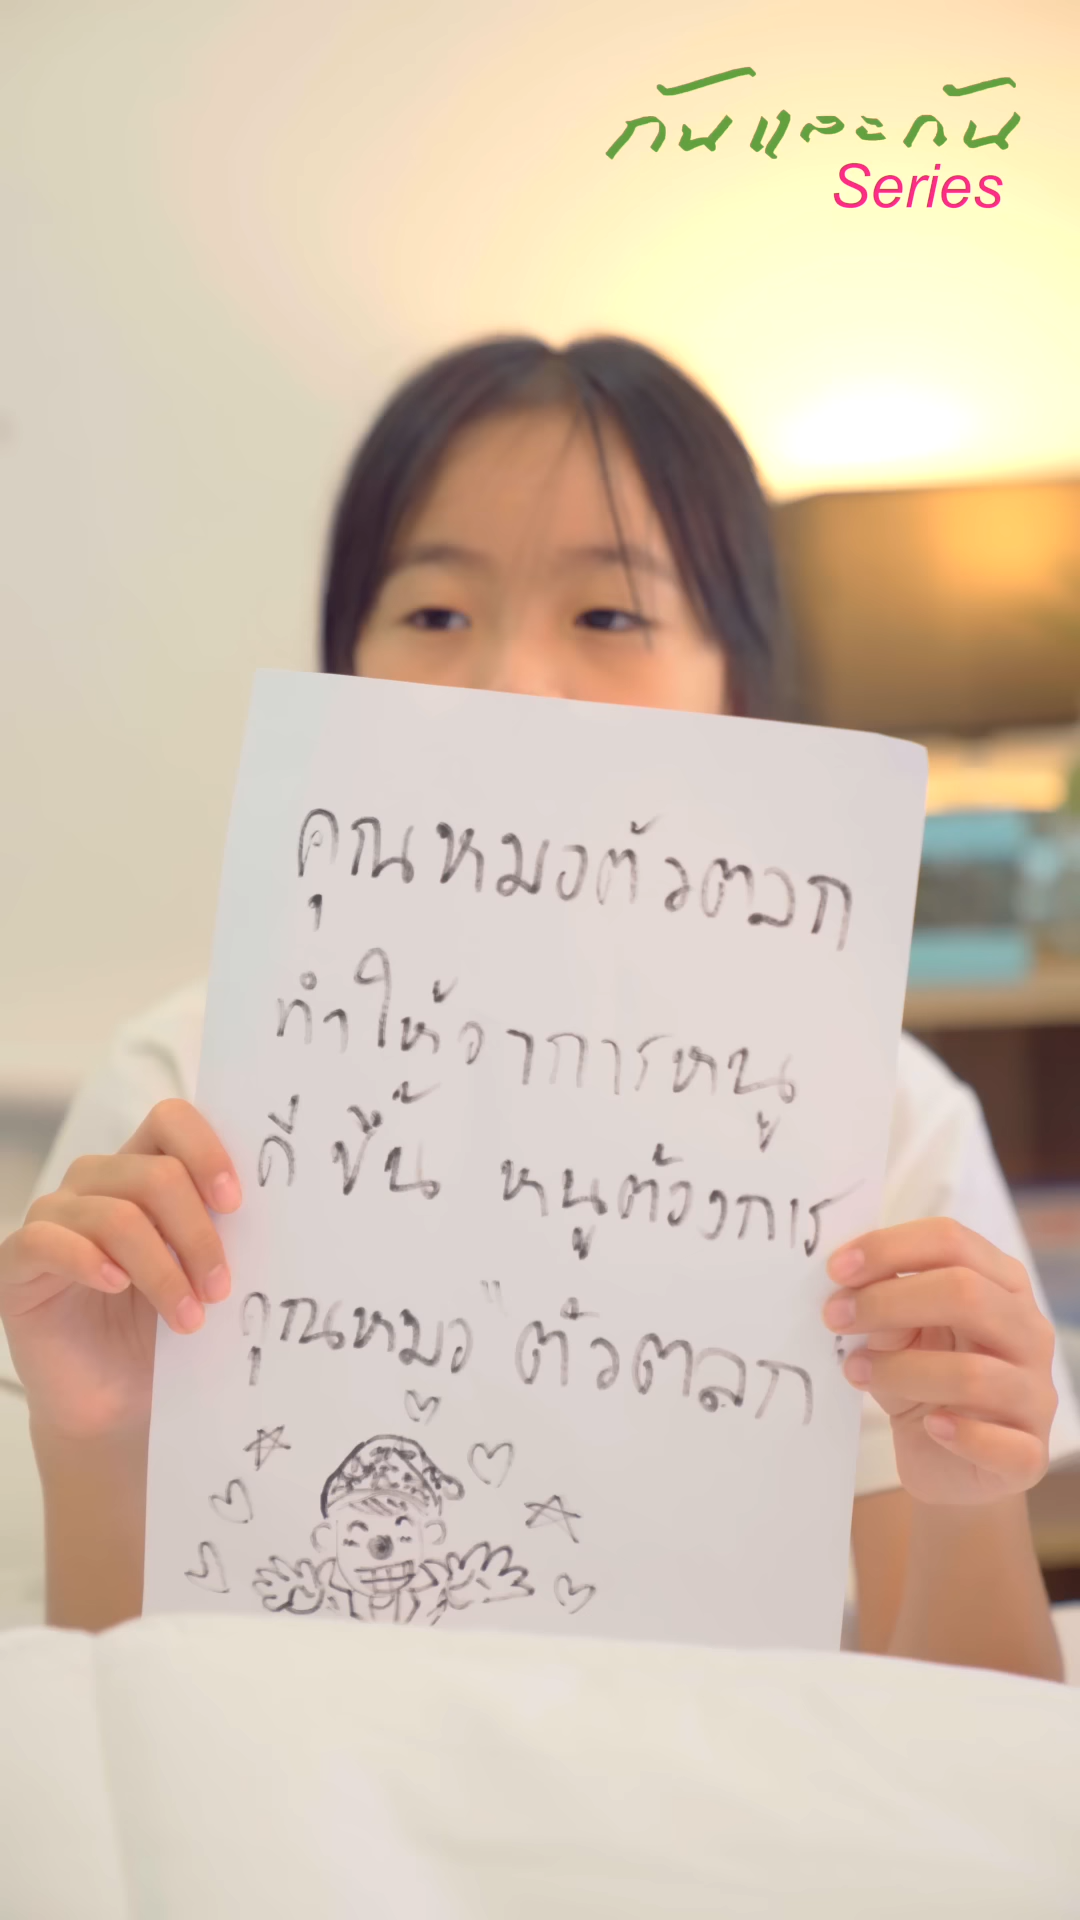 กันและกัน
Series
คุณหมอตัวตลก
ทำให้อาการหนู
ดีขึ้น หนูต้องการ
คุณหมอ "ตัวตลก"